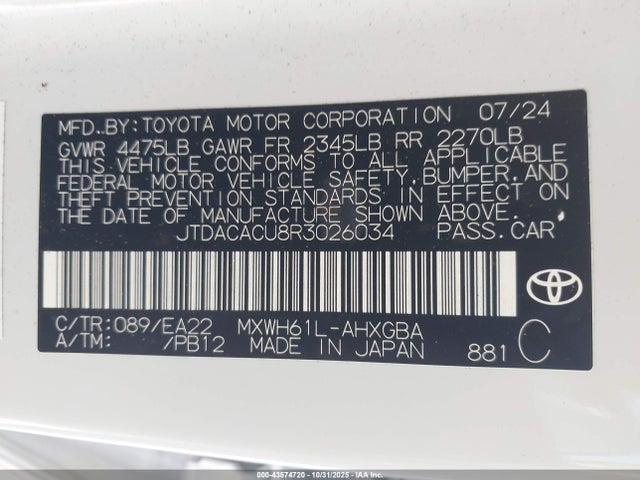 MFD. BY: TOYOTA MOTOR CORPORATION 07/24
GVWR 4475LB GAWR FR 2345LB RR 2270LB
THIS VEHICLE CONFORMS TO ALL APPLICABLE
FEDERAL MOTOR VEHICLE SAFETY, BUMPER, AND
THEFT PREVENTION STANDARDS IN EFFECT ON
THE DATE OF MANUFACTURE SHOWN ABOVE.
JTDACACU8R3026034 PASS. CAR
C/TR: 089/EA22 MXWH61L-AHXGBA
A/TM: /PB12 MADE IN JAPAN 881 C
000-43574720 - 10/31/2025 - IAAI.COM